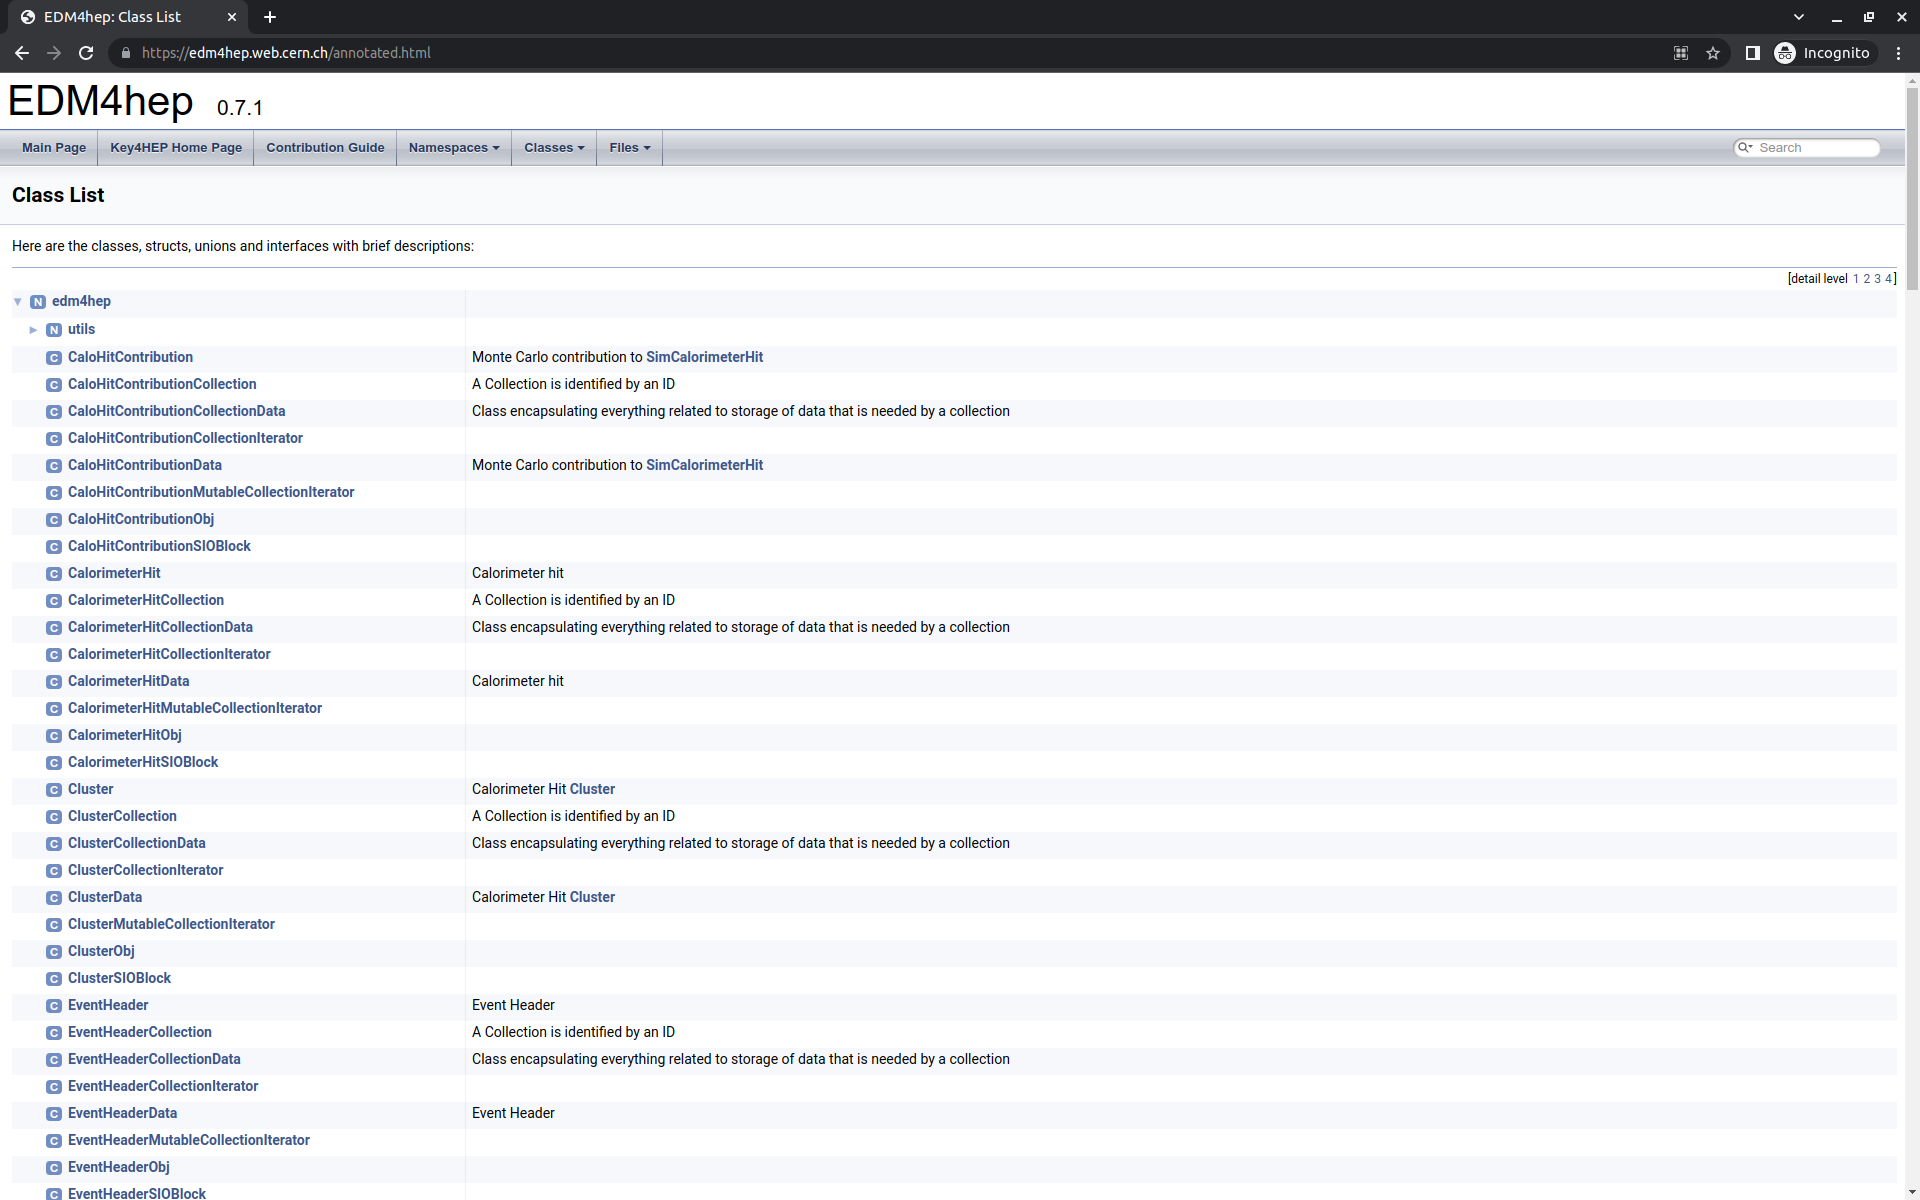 EDM4hep: Class List
https://edm4hep.web.cern.ch/annotated.html
Incognito
EDM4hep 0.7.1
Main Page Key4HEP Home Page Contribution Guide Namespaces Classes Files Search
Class List
Here are the classes, structs, unions and interfaces with brief descriptions:
[detail level 1 2 3 4]
N edm4hep
N utils
C CaloHitContribution Monte Carlo contribution to SimCalorimeterHit
C CaloHitContributionCollection A Collection is identified by an ID
C CaloHitContributionCollectionData Class encapsulating everything related to storage of data that is needed by a collection
C CaloHitContributionCollectionIterator
C CaloHitContributionData Monte Carlo contribution to SimCalorimeterHit
C CaloHitContributionMutableCollectionIterator
C CaloHitContributionObj
C CaloHitContributionSIOBlock
C CalorimeterHit Calorimeter hit
C CalorimeterHitCollection A Collection is identified by an ID
C CalorimeterHitCollectionData Class encapsulating everything related to storage of data that is needed by a collection
C CalorimeterHitCollectionIterator
C CalorimeterHitData Calorimeter hit
C CalorimeterHitMutableCollectionIterator
C CalorimeterHitObj
C CalorimeterHitSIOBlock
C Cluster Calorimeter Hit Cluster
C ClusterCollection A Collection is identified by an ID
C ClusterCollectionData Class encapsulating everything related to storage of data that is needed by a collection
C ClusterCollectionIterator
C ClusterData Calorimeter Hit Cluster
C ClusterMutableCollectionIterator
C ClusterObj
C ClusterSIOBlock
C EventHeader Event Header
C EventHeaderCollection A Collection is identified by an ID
C EventHeaderCollectionData Class encapsulating everything related to storage of data that is needed by a collection
C EventHeaderCollectionIterator
C EventHeaderData Event Header
C EventHeaderMutableCollectionIterator
C EventHeaderObj
C EventHeaderSIOBlock